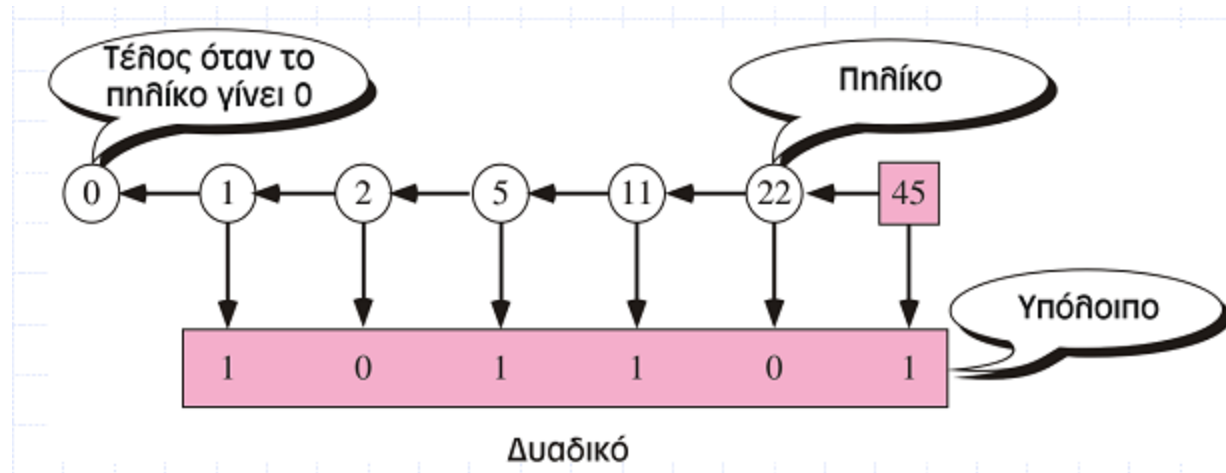 Τέλος όταν το
πηλίκο γίνει 0
Πηλίκο
0 1 2 5 11 22 45
Υπόλοιπο
1 0 1 1 0 1
Δυαδικό